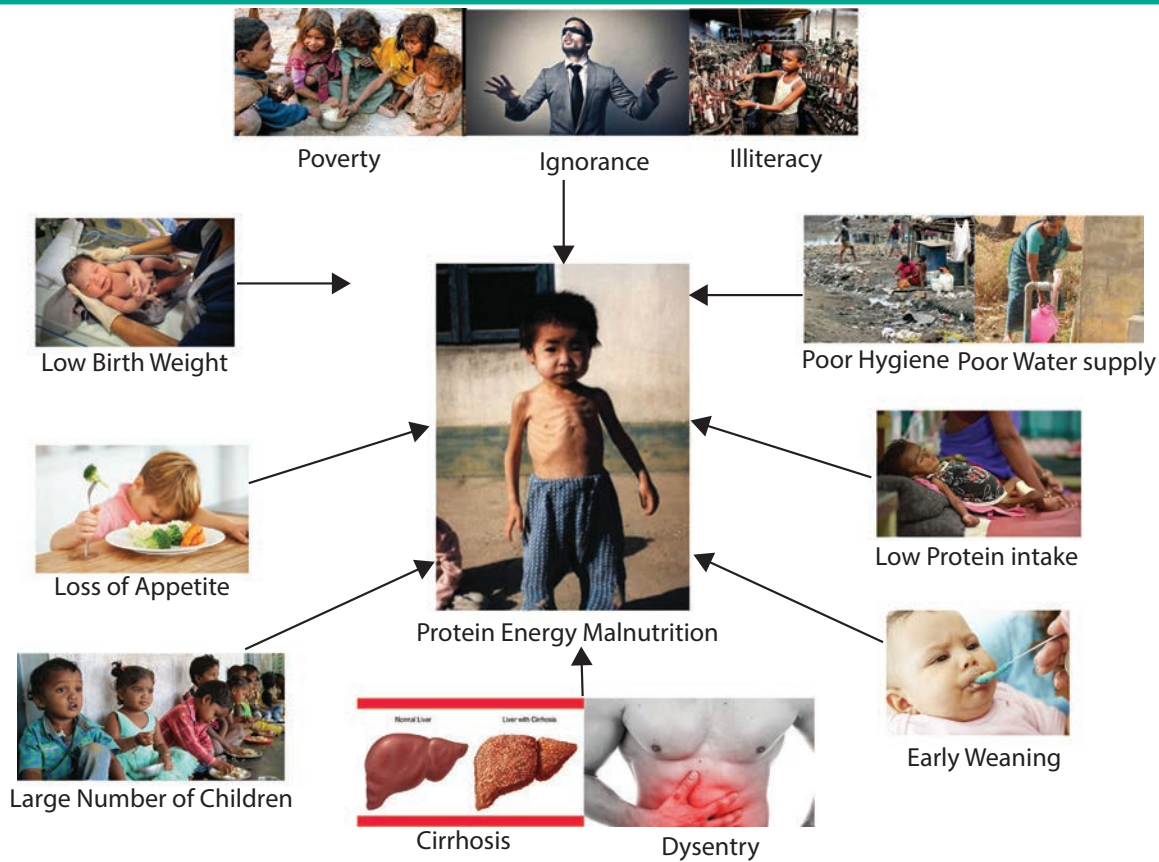 Poverty
Ignorance
Illiteracy
Low Birth Weight
Poor Hygiene
Poor Water supply
Loss of Appetite
Low Protein intake
Protein Energy Malnutrition
Early Weaning
Large Number of Children
Normal Liver
Liver with Cirrhosis
Cirrhosis
Dysentry